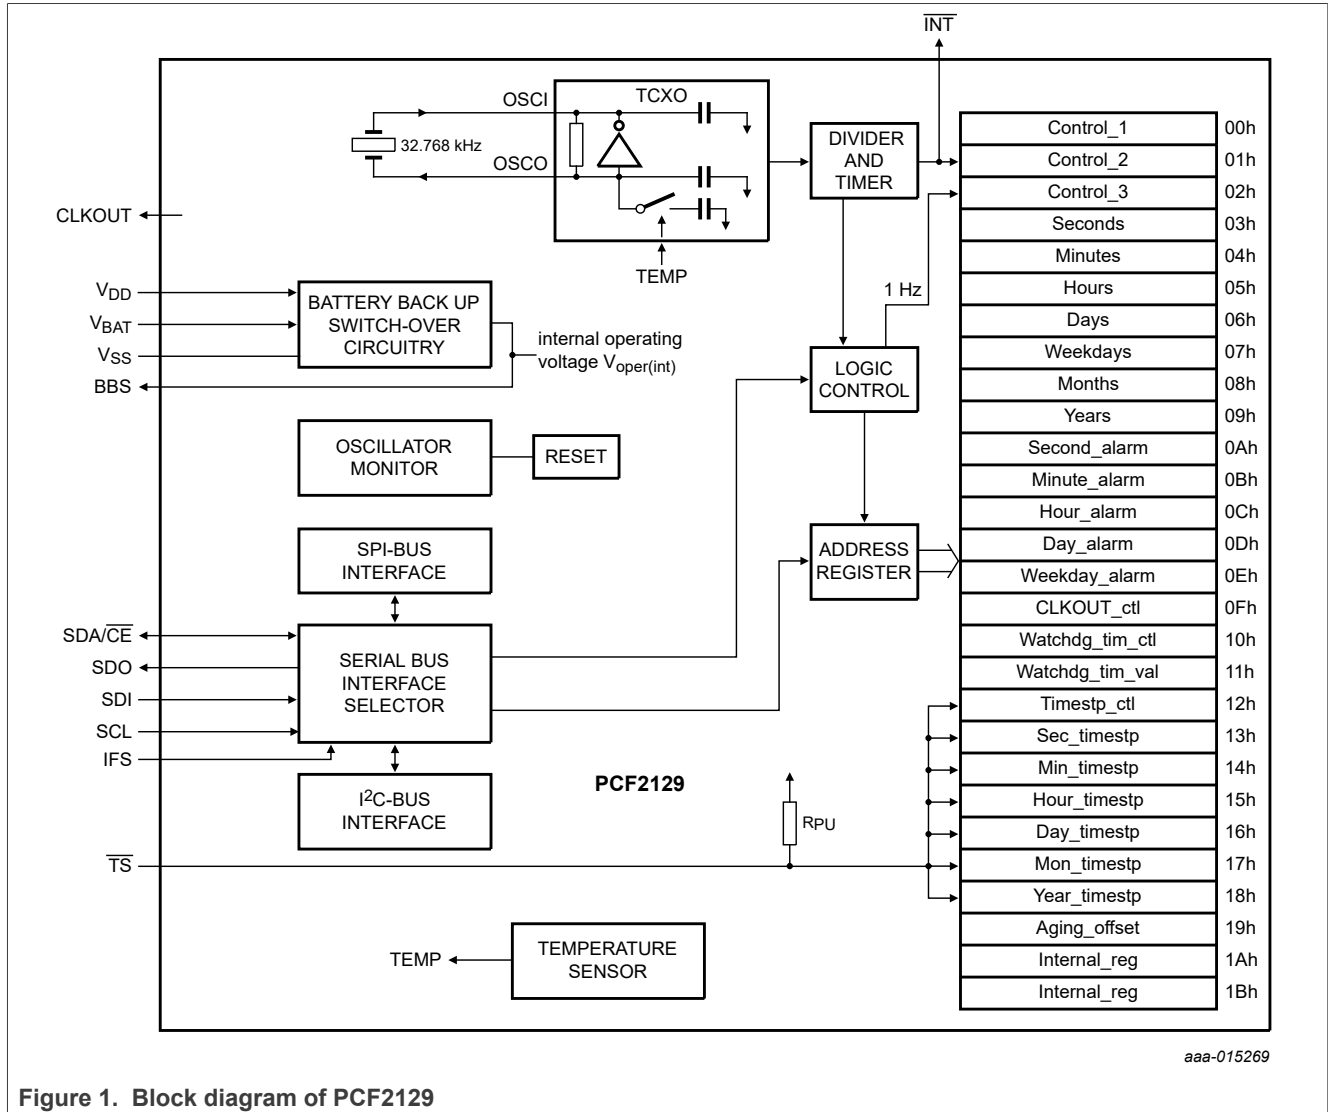 INT
OSCI
TCXO
32.768 kHz
OSCO
TEMP
DIVIDER
AND
TIMER
CLKOUT
VDD
VBAT
VSS
BBS
BATTERY BACK UP
SWITCH-OVER
CIRCUITRY
internal operating
voltage Voper(int)
1 Hz
LOGIC
CONTROL
OSCILLATOR
MONITOR
RESET
SPI-BUS
INTERFACE
ADDRESS
REGISTER
SDA/CE
SDO
SDI
SCL
IFS
SERIAL BUS
INTERFACE
SELECTOR
I2C-BUS
INTERFACE
PCF2129
RPU
TS
TEMP
TEMPERATURE
SENSOR
Control_1 00h
Control_2 01h
Control_3 02h
Seconds 03h
Minutes 04h
Hours 05h
Days 06h
Weekdays 07h
Months 08h
Years 09h
Second_alarm 0Ah
Minute_alarm 0Bh
Hour_alarm 0Ch
Day_alarm 0Dh
Weekday_alarm 0Eh
CLKOUT_ctl 0Fh
Watchdg_tim_ctl 10h
Watchdg_tim_val 11h
Timestp_ctl 12h
Sec_timestp 13h
Min_timestp 14h
Hour_timestp 15h
Day_timestp 16h
Mon_timestp 17h
Year_timestp 18h
Aging_offset 19h
Internal_reg 1Ah
Internal_reg 1Bh
aaa-015269
Figure 1. Block diagram of PCF2129